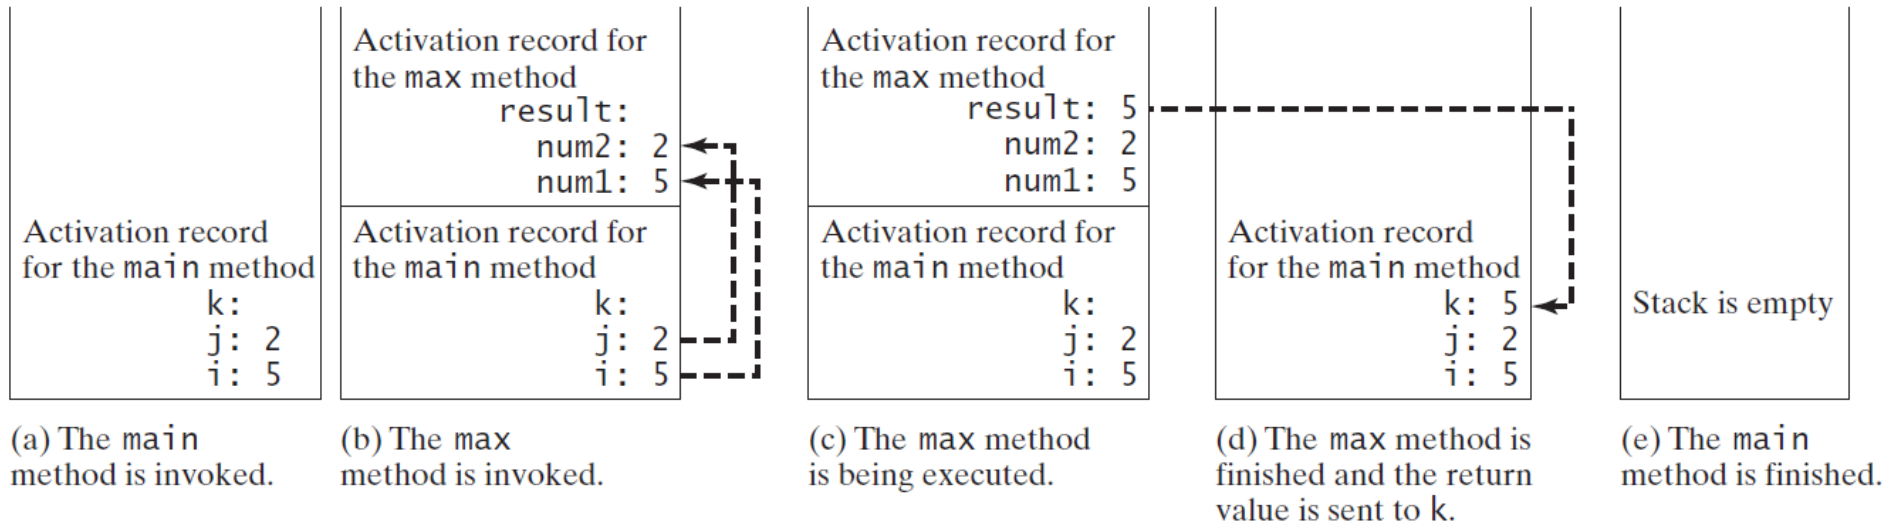 Activation record
for the main method
k:
j: 2
i: 5
(a) The main
method is invoked.
Activation record for
the max method
result:
num2: 2
num1: 5
Activation record for
the main method
k:
j: 2
i: 5
(b) The max
method is invoked.
Activation record for
the max method
result: 5
num2: 2
num1: 5
Activation record for
the main method
k:
j: 2
i: 5
(c) The max method
is being executed.
Activation record
for the main method
k: 5
j: 2
i: 5
(d) The max method is
finished and the return
value is sent to k.
Stack is empty
(e) The main
method is finished.